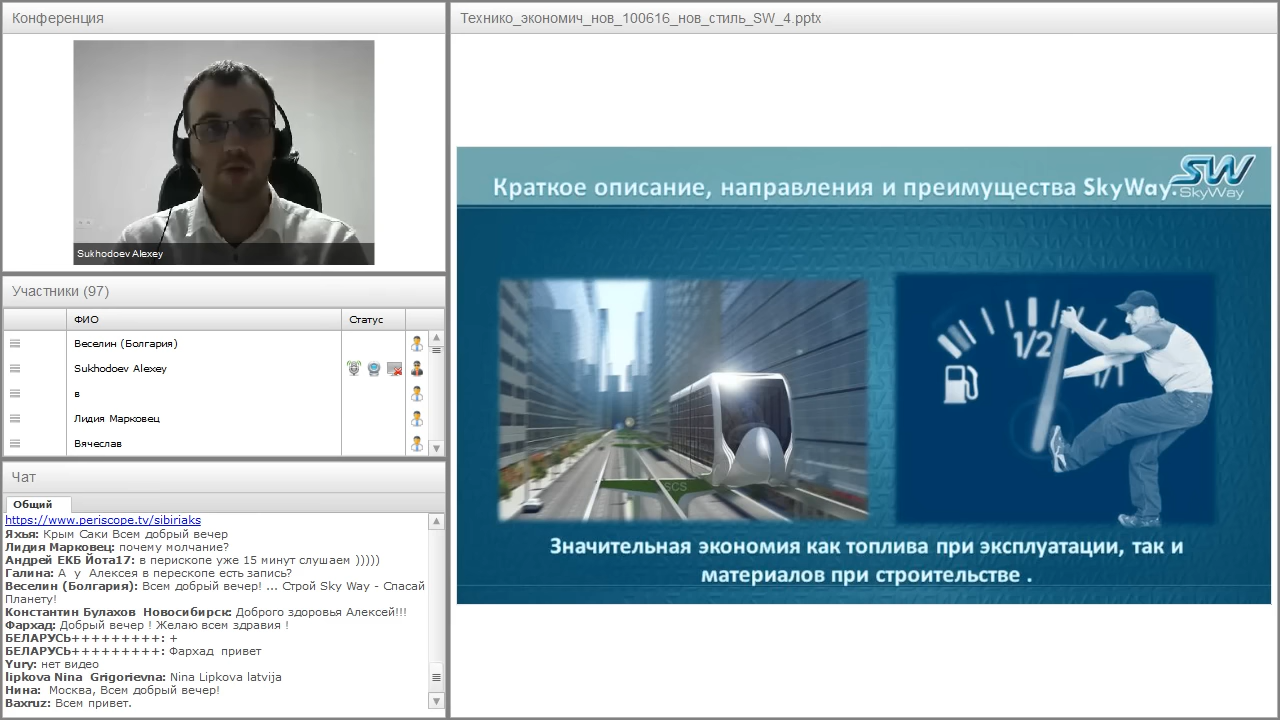 Конференция
Sukhodoev Alexey
Участники (97)
ФИО
Статус
Веселин (Болгария)
Sukhodoev Alexey
в
Лидия Марковец
Вячеслав
Чат
Общий
https://www.periscope.tv/sibiriaks
Яхья: Крым Саки Всем добрый вечер
Лидия Марковец: почему молчание?
Андрей ЕКБ Йота17: в перископе уже 15 минут слушаем )))))
Галина: А у Алексея в перескопе есть запись?
Веселин (Болгария): Всем добрый вечер! ... Строй Sky Way - Спасай
Планету!
Константин Булахов Новосибирск: Доброго здоровья Алексей!!!
Фархад: Добрый вечер ! Желаю всем здравия !
БЕЛАРУСЬ+++++++++: +
БЕЛАРУСЬ+++++++++: Фархад привет
Yury: нет видео
lipkova Nina Grigorievna: Nina Lipkova latvija
Нина: Москва, Всем добрый вечер!
Baxruz: Всем привет.
Технико_экономич_нов_100616_нов_стиль_SW_4.pptx
Краткое описание, направления и преимущества SkyWay.
SW
SkyWay
SCS
1/2
1/1
Значительная экономия как топлива при эксплуатации, так и
материалов при строительстве .